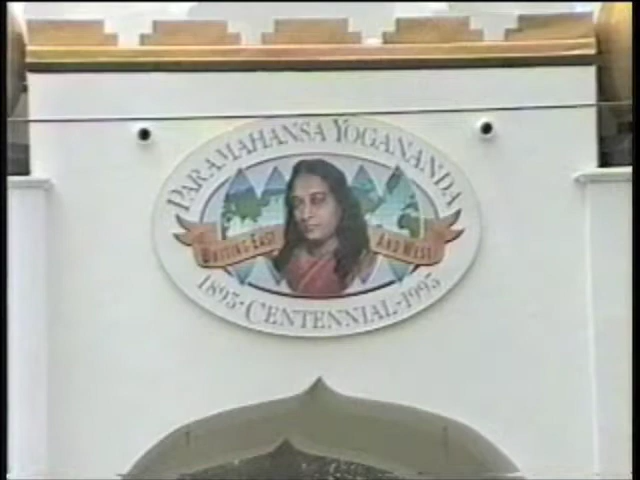 PARAMAHANSA YOGANANDA
UNITING EAST
AND WEST
1893·CENTENNIAL·1993